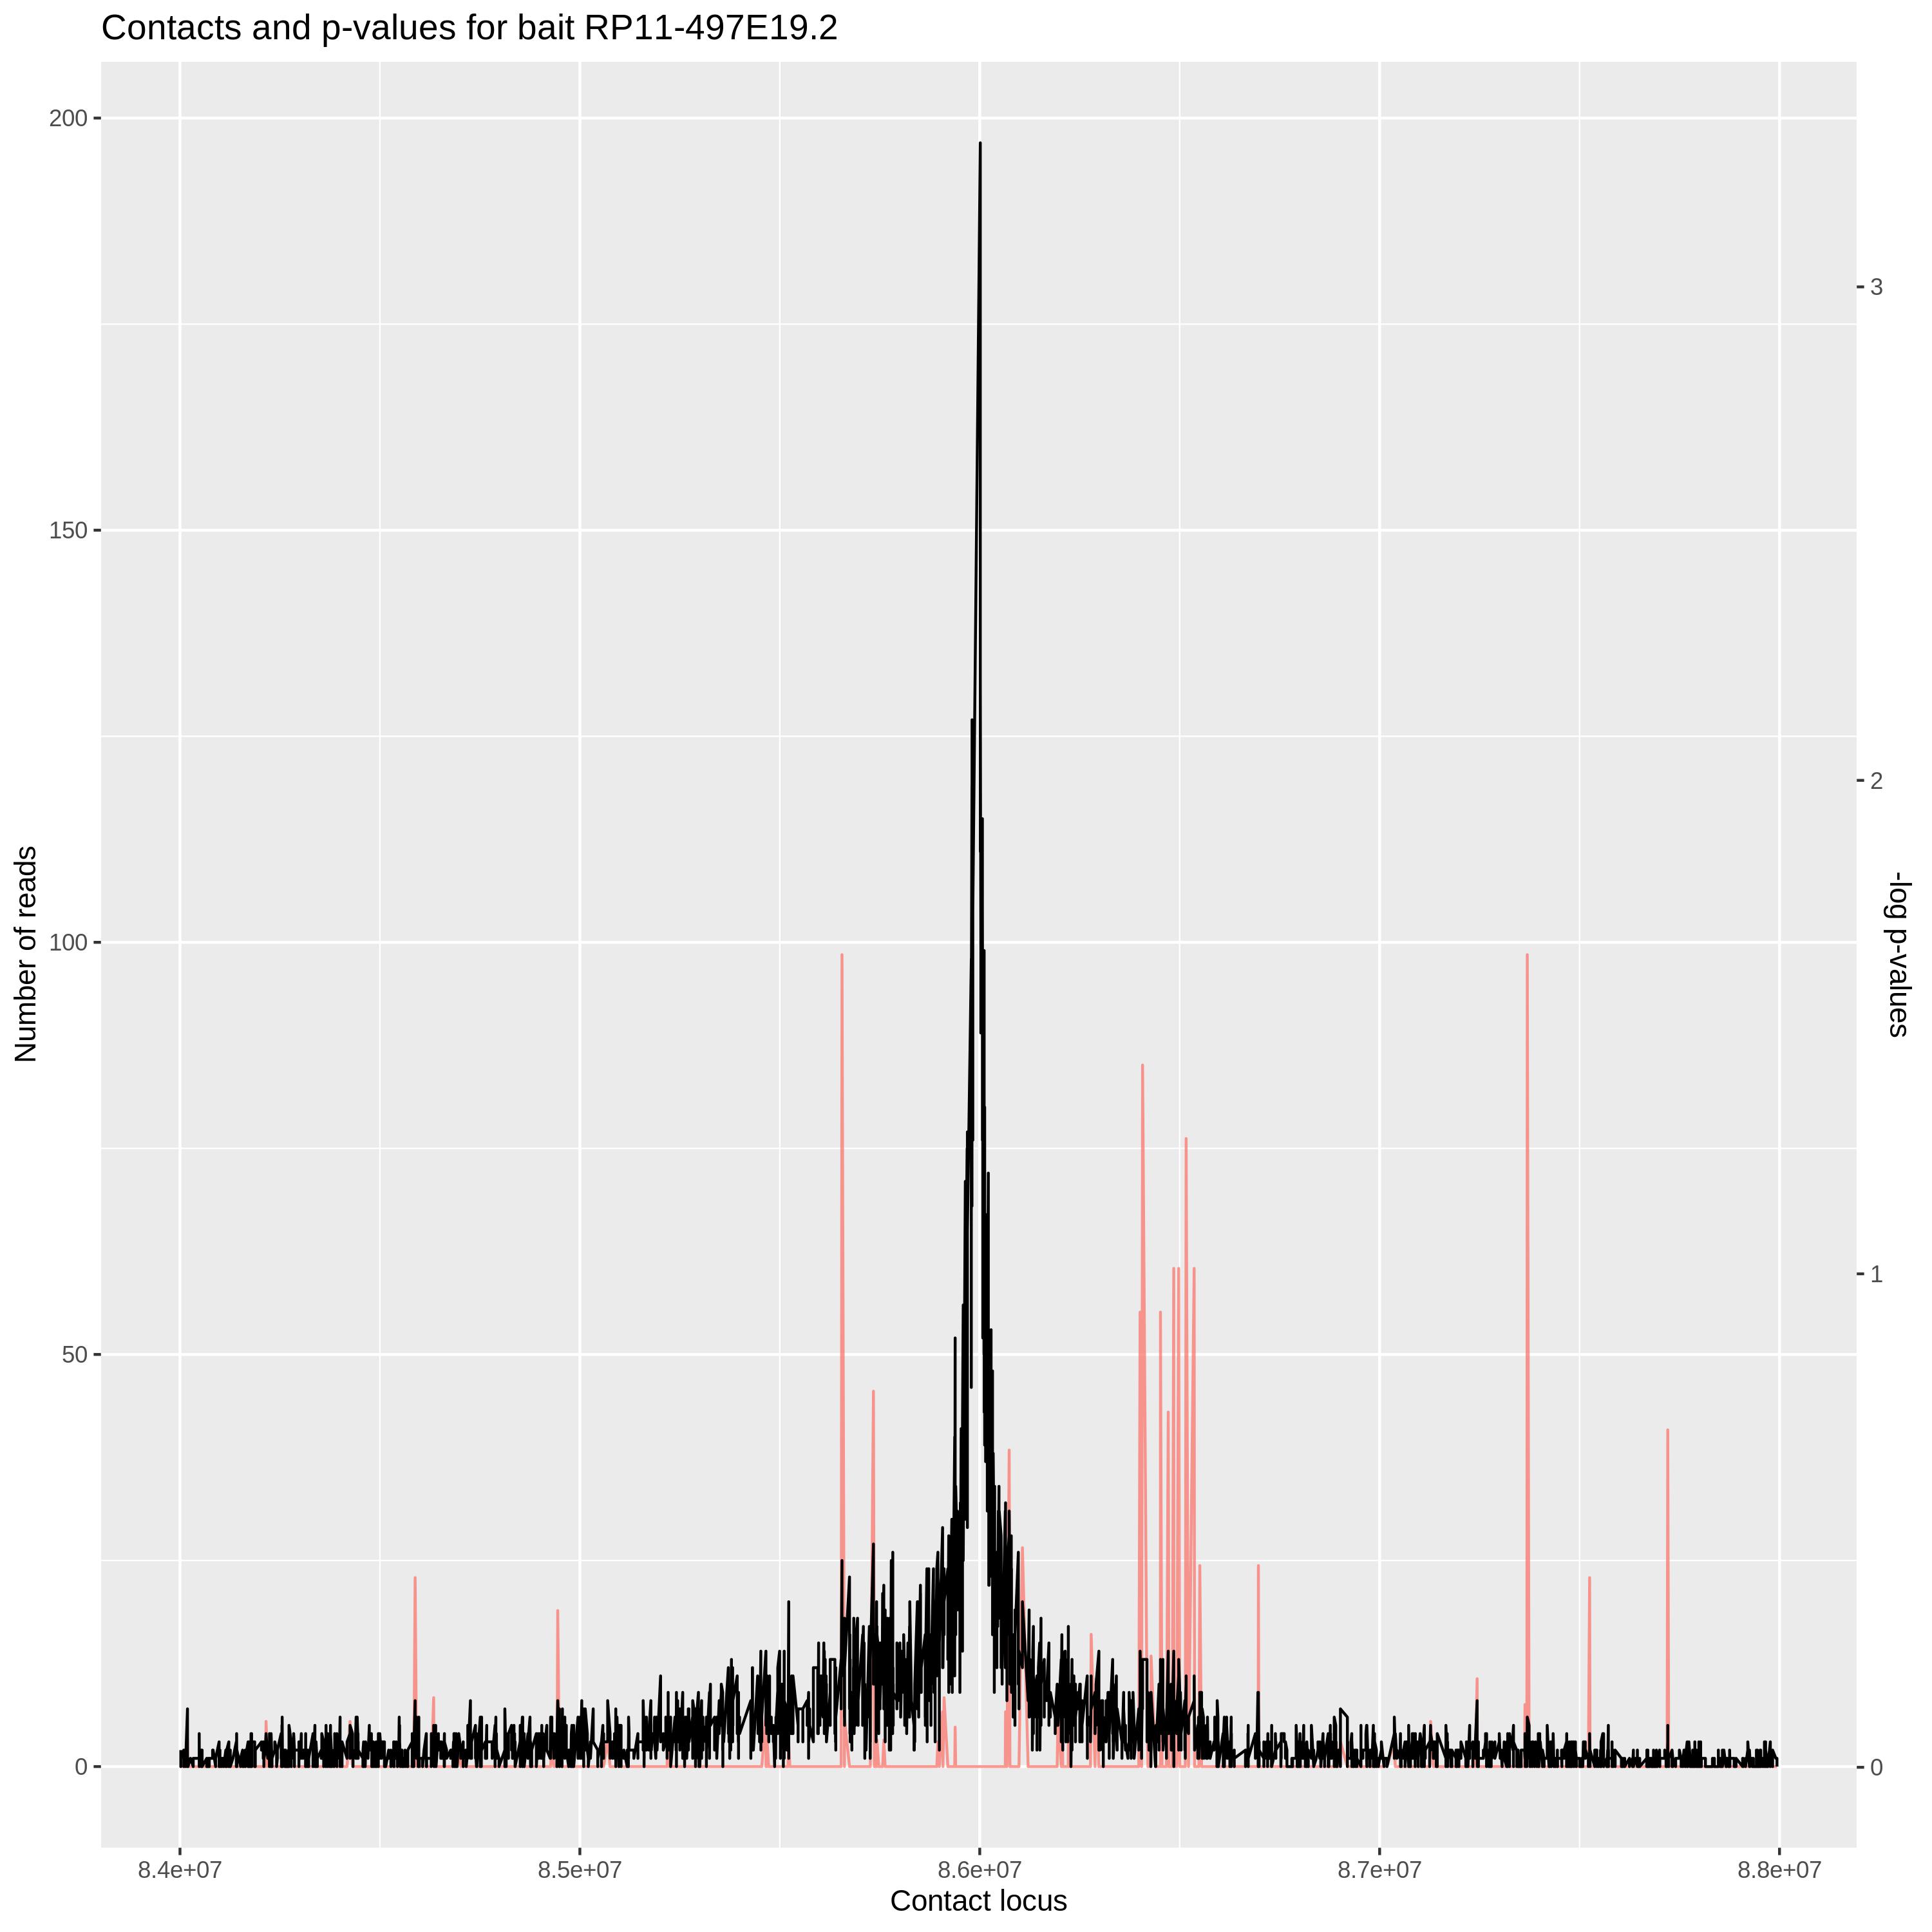 Contacts and p-values for bait RP11-497E19.2
200
150
100
50
0
Number of reads
3
2
1
0
-log p-values
8.4e+07
8.5e+07
8.6e+07
8.7e+07
8.8e+07
Contact locus